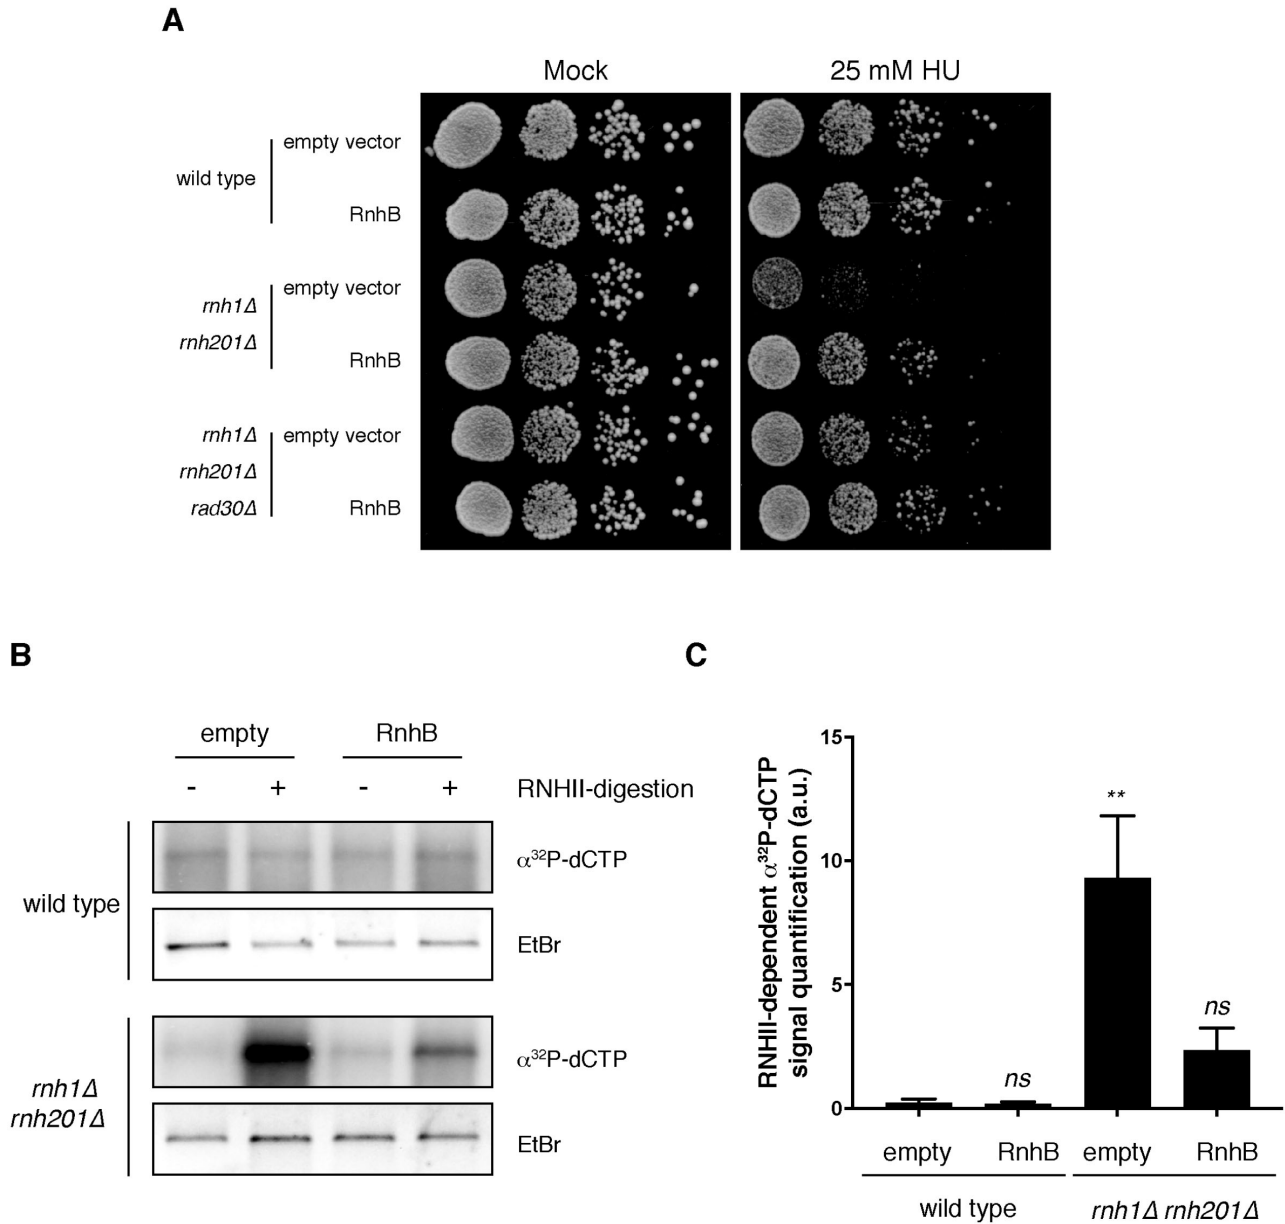 A
Mock 25 mM HU
empty vector
wild type
RnhB
empty vector
rnh1Δ
rnh201Δ
RnhB
rnh1Δ empty vector
rnh201Δ
rad30Δ RnhB
B
empty RnhB
- + - + RNHII-digestion
α³²P-dCTP
wild type
EtBr
α³²P-dCTP
rnh1Δ
rnh201Δ
EtBr
C
RNHII-dependent α³²P-dCTP
signal quantification (a.u.)
15
10
5
0
ns
**
ns
empty RnhB empty RnhB
wild type rnh1Δ rnh201Δ